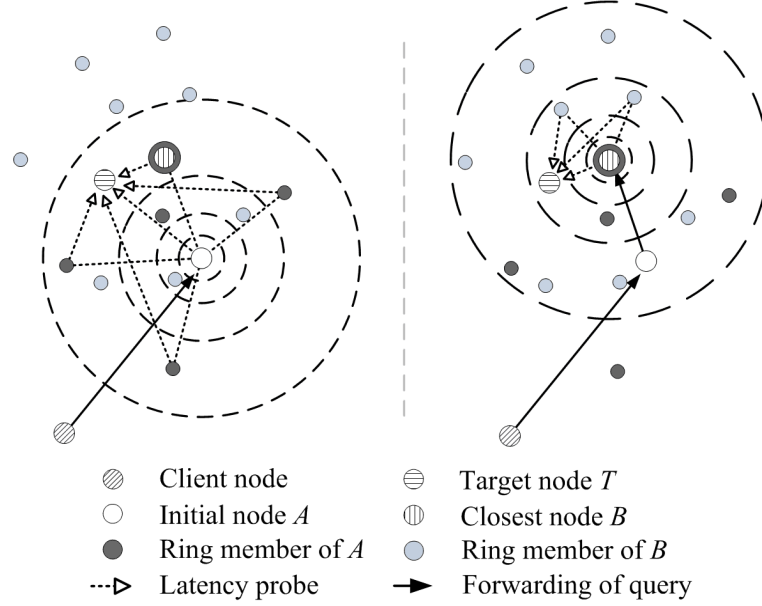 Client node
Target node T
Initial node A
Closest node B
Ring member of A
Ring member of B
Latency probe
Forwarding of query